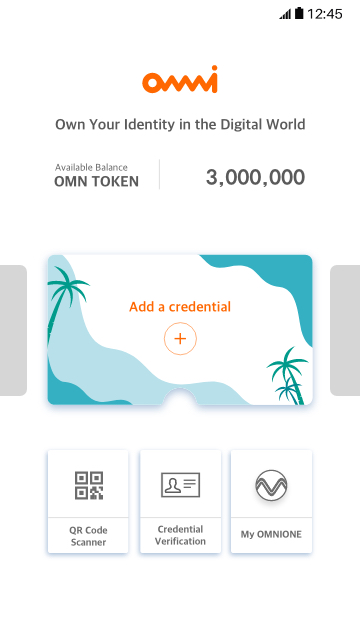 12:45
omni
Own Your Identity in the Digital World
Available Balance
OMN TOKEN
3,000,000
Add a credential
+
QR Code
Scanner
Credential
Verification
My OMNIONE